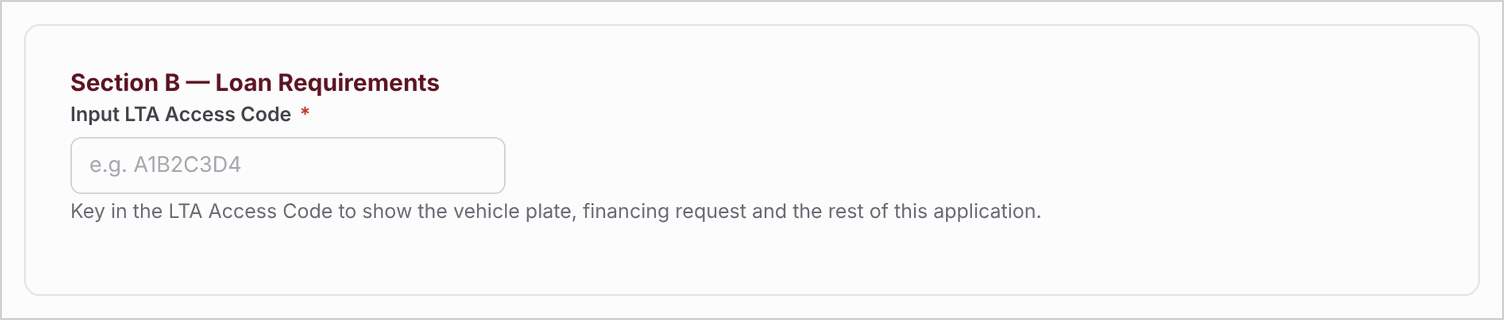 Section B — Loan Requirements
Input LTA Access Code *
e.g. A1B2C3D4
Key in the LTA Access Code to show the vehicle plate, financing request and the rest of this application.